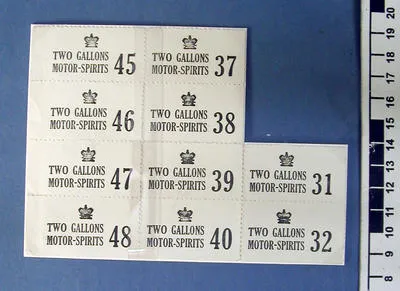 TWO GALLONS
MOTOR-SPIRITS 45
TWO GALLONS
MOTOR-SPIRITS 37
TWO GALLONS
MOTOR-SPIRITS 46
TWO GALLONS
MOTOR-SPIRITS 38
TWO GALLONS
MOTOR-SPIRITS 47
TWO GALLONS
MOTOR-SPIRITS 39
TWO GALLONS
MOTOR-SPIRITS 31
TWO GALLONS
MOTOR-SPIRITS 48
TWO GALLONS
MOTOR-SPIRITS 40
TWO GALLONS
MOTOR-SPIRITS 32
20
19
18
17
16
15
14
13
12
11
10
9
8